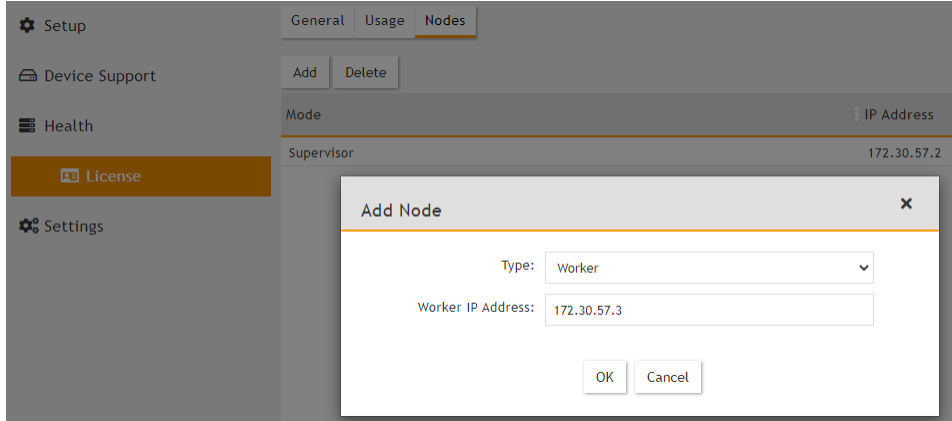 Setup
Device Support
Health
License
Settings
General Usage Nodes
Add Delete
Mode IP Address
Supervisor 172.30.57.2
Add Node
Type: Worker
Worker IP Address: 172.30.57.3
OK Cancel